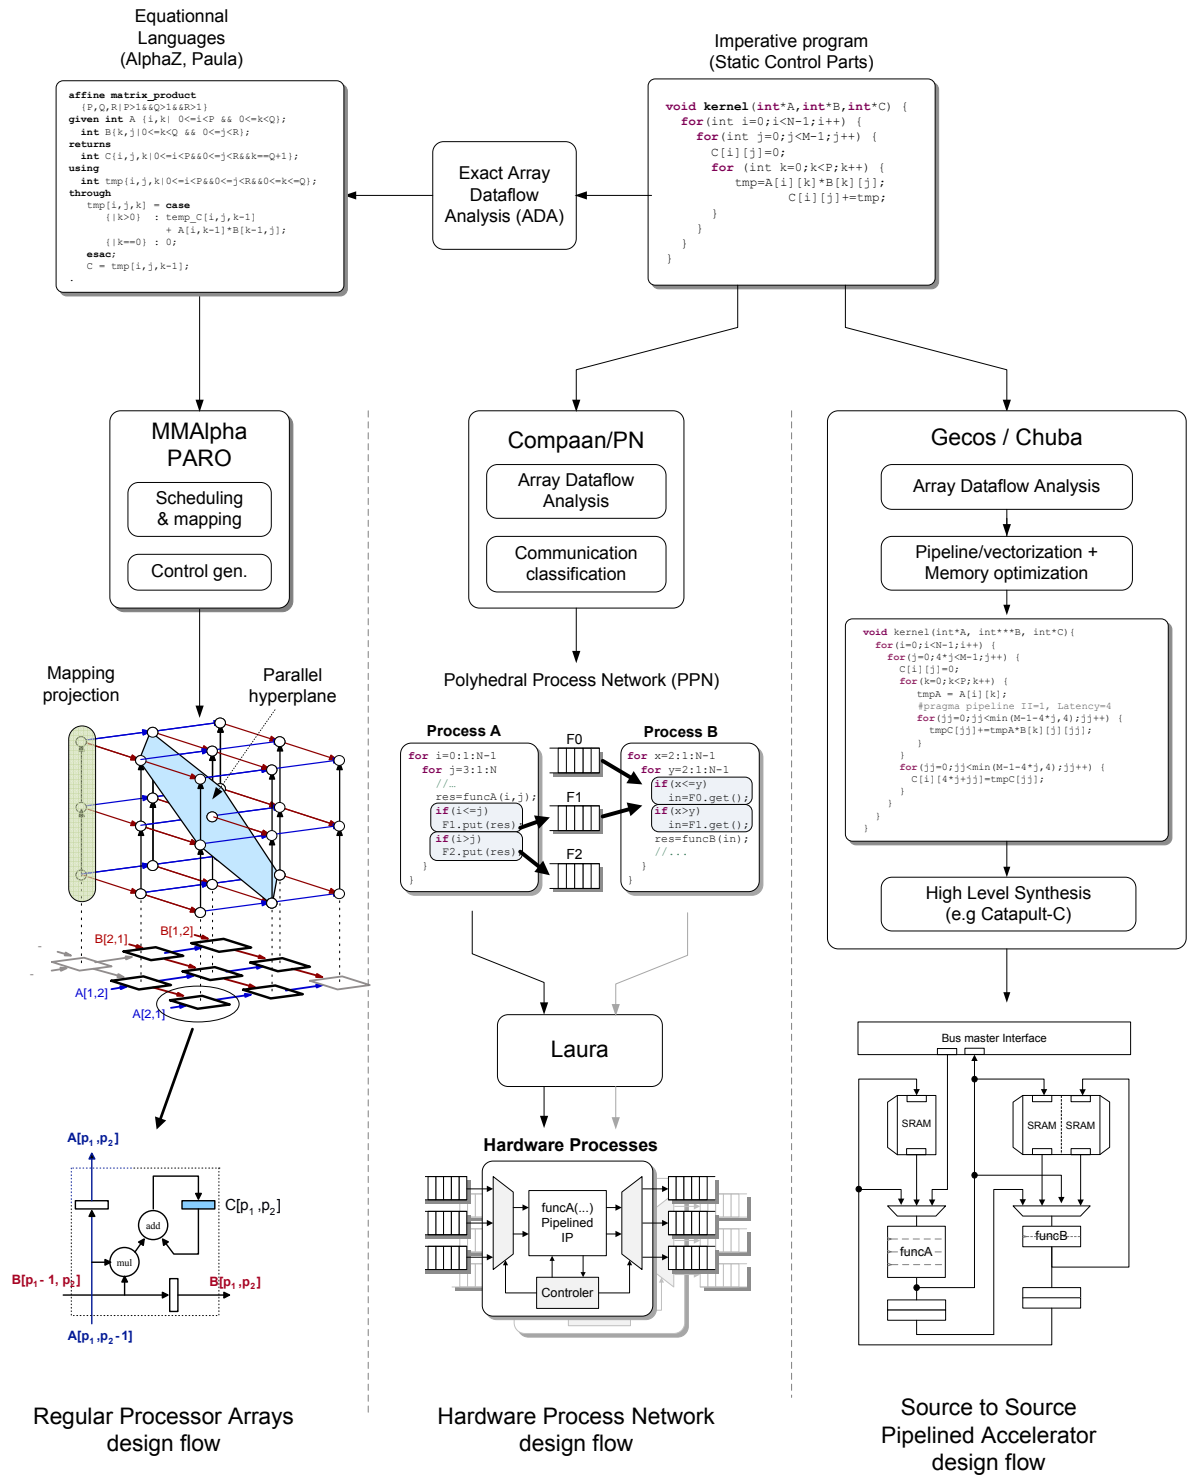 Equationnal
Languages
(AlphaZ, Paula)
affine matrix_product
{P,Q,R|P>1&&Q>1&&R>1}
given int A {i,k| 0<=i<P && 0<=k<Q};
int B{k,j|0<=k<Q && 0<=j<R};
returns
int C{i,j,k|0<=i<P&&0<=j<R&&k==Q+1};
using
int tmp{i,j,k|0<=i<P&&0<=j<R&&0<=k<=Q};
through
tmp[i,j,k] = case
{|k>0} : temp_C[i,j,k-1]
+ A[i,k-1]*B[k-1,j];
{|k==0} : 0;
esac;
C = tmp[i,j,k-1];
.
Exact Array
Dataflow
Analysis (ADA)
Imperative program
(Static Control Parts)
void kernel(int*A,int*B,int*C) {
for(int i=0;i<N-1;i++) {
for(int j=0;j<M-1;j++) {
C[i][j]=0;
for (int k=0;k<P;k++) {
tmp=A[i][k]*B[k][j];
C[i][j]+=tmp;
}
}
}
}
MMAlpha
PARO
Scheduling
& mapping
Control gen.
Mapping
projection
Parallel
hyperplane
B[2,1]
B[1,2]
A[1,2]
A[2,1]
A[p1,p2]
C[p1,p2]
add
mul
B[p1- 1, p2]
B[p1,p2]
A[p1,p2-1]
Regular Processor Arrays
design flow
Compaan/PN
Array Dataflow
Analysis
Communication
classification
Polyhedral Process Network (PPN)
Process A
for i=0:1:N-1
for j=3:1:N
//…
res=funcA(i,j);
if(i<=j)
F1.put(res)
if(i>j)
F2.put(res)
}
}
F0
F1
F2
Process B
for x=2:1:N-1
for y=2:1:N-1
if(x<=y)
in=F0.get();
if(x>y)
in=F1.get();
res=funcB(in);
//...
}
}
Laura
Hardware Processes
funcA(...)
Pipelined
IP
Controler
Hardware Process Network
design flow
Gecos / Chuba
Array Dataflow Analysis
Pipeline/vectorization +
Memory optimization
void kernel(int*A, int***B, int*C){
for(i=0;i<N-1;i++) {
for(j=0;4*j<M-1;j++) {
C[i][j]=0;
for(k=0;k<P;k++) {
tmpA = A[i][k];
#pragma pipeline II=1, Latency=4
for(jj=0;jj<min(M-1-4*j,4);jj++) {
tmpC[jj]+=tmpA*B[k][j][jj];
}
}
for(jj=0;jj<min(M-1-4*j,4);jj++) {
C[i][4*j+jj]=tmpC[jj];
}
}
}
}
High Level Synthesis
(e.g Catapult-C)
Bus master Interface
SRAM
SRAM
SRAM
funcA
funcB
Source to Source
Pipelined Accelerator
design flow